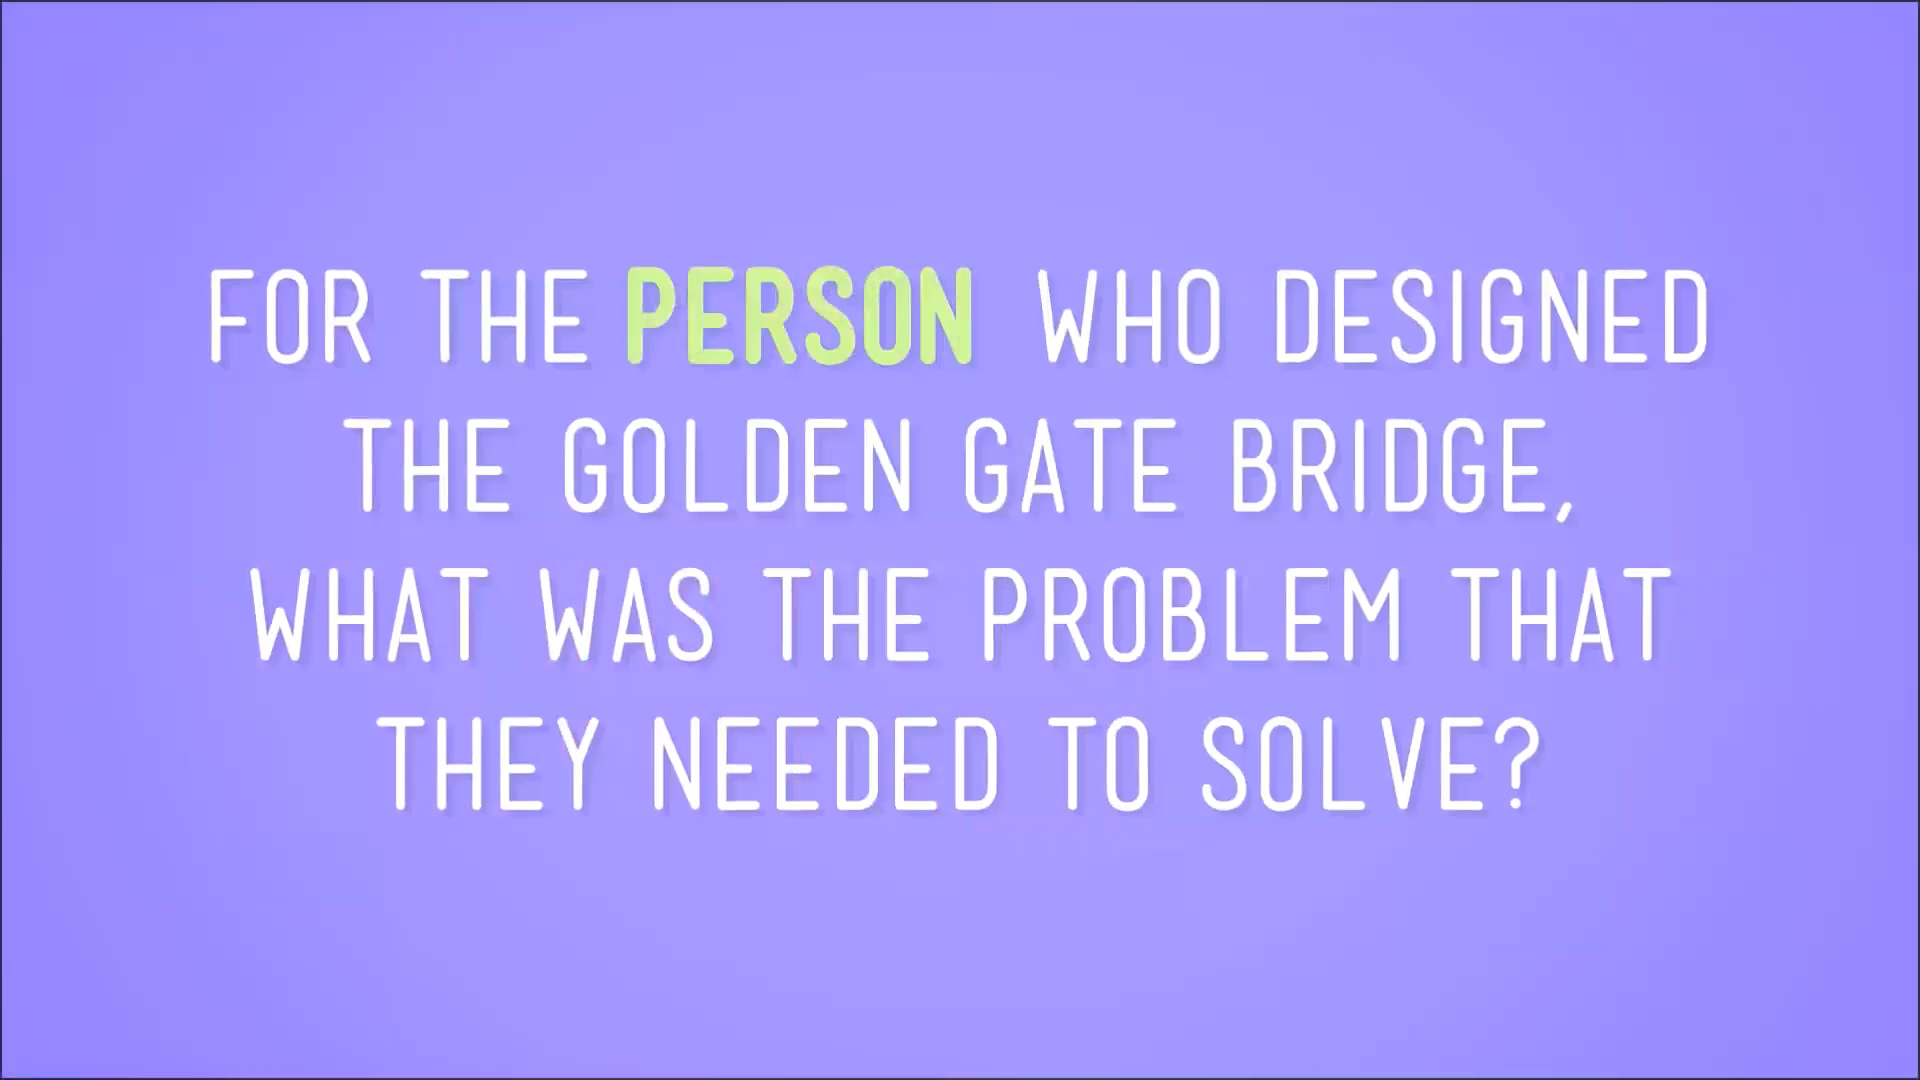 FOR THE PERSON WHO DESIGNED
THE GOLDEN GATE BRIDGE,
WHAT WAS THE PROBLEM THAT
THEY NEEDED TO SOLVE?